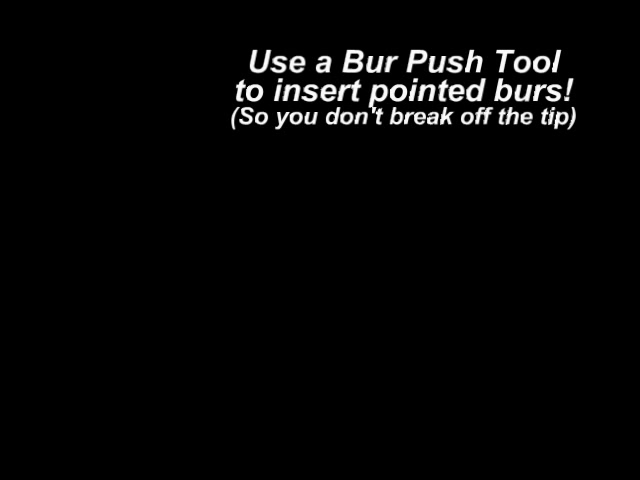 Use a Bur Push Tool
to insert pointed burs!
(So you don't break off the tip)